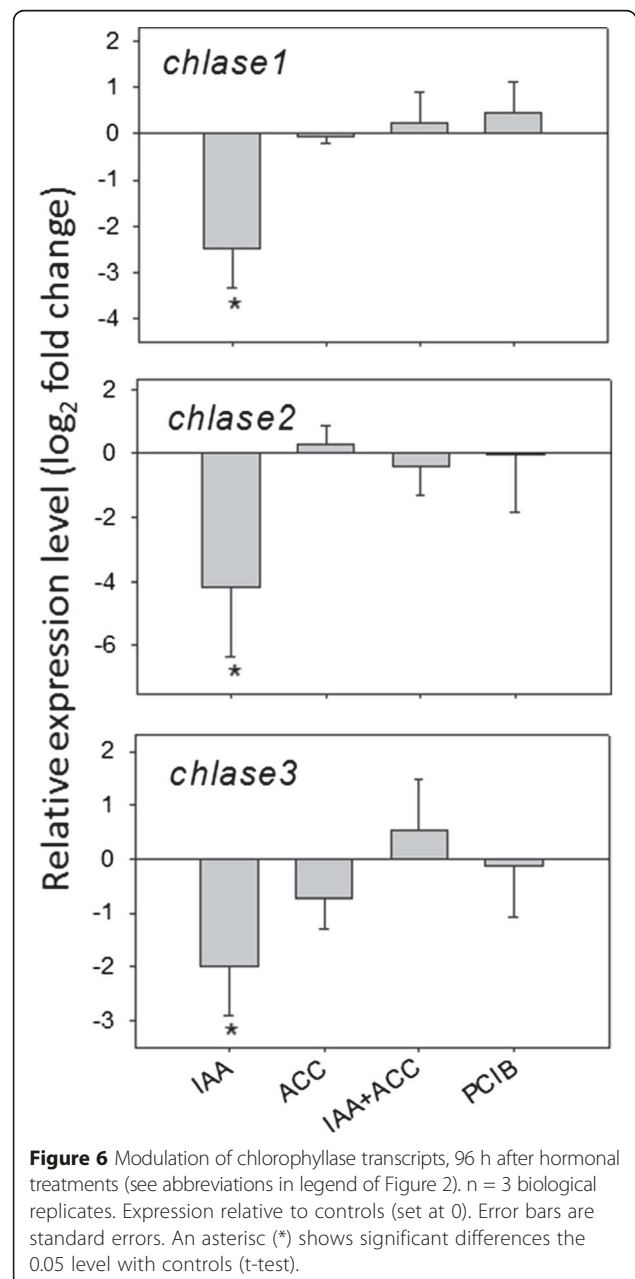 Relative expression level (log₂ fold change)
chlase1
2
1
0
-1
-2
-3
-4
*
chlase2
2
0
-2
-4
-6
*
chlase3
2
1
0
-1
-2
-3
*
IAA
ACC
IAA+ACC
PCIB
Figure 6 Modulation of chlorophyllase transcripts, 96 h after hormonal
treatments (see abbreviations in legend of Figure 2). n = 3 biological
replicates. Expression relative to controls (set at 0). Error bars are
standard errors. An asterisc (*) shows significant differences the
0.05 level with controls (t-test).